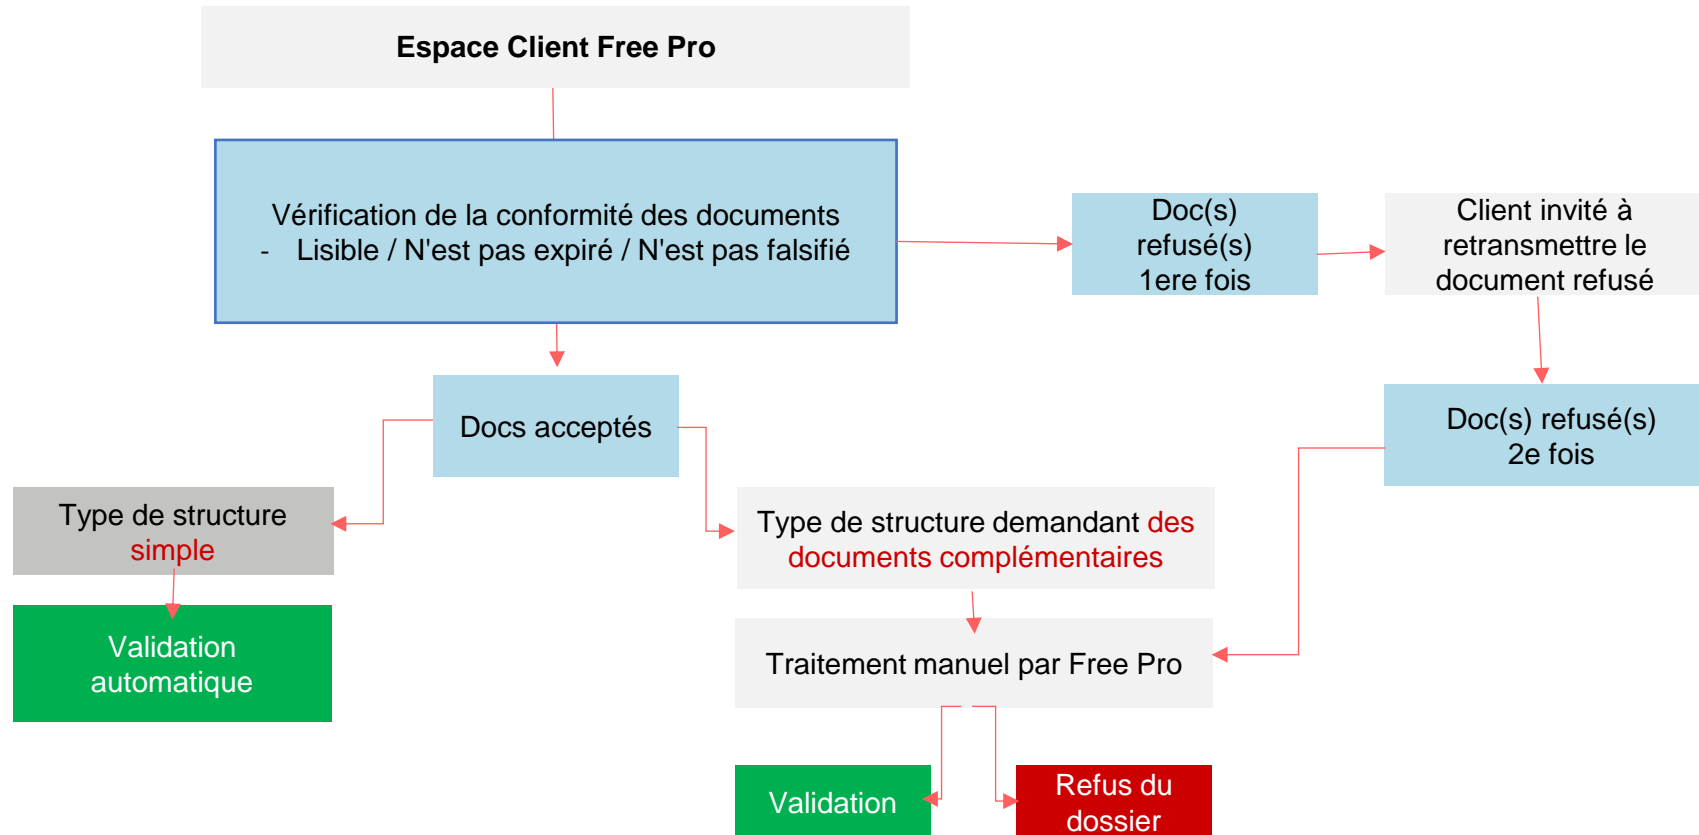 Espace Client Free Pro
Vérification de la conformité des documents
- Lisible / N'est pas expiré / N'est pas falsifié
Doc(s)
refusé(s)
1ere fois
Client invité à
retransmettre le
document refusé
Docs acceptés
Doc(s) refusé(s)
2e fois
Type de structure
simple
Type de structure demandant des
documents complémentaires
Validation
automatique
Traitement manuel par Free Pro
Validation
Refus du
dossier